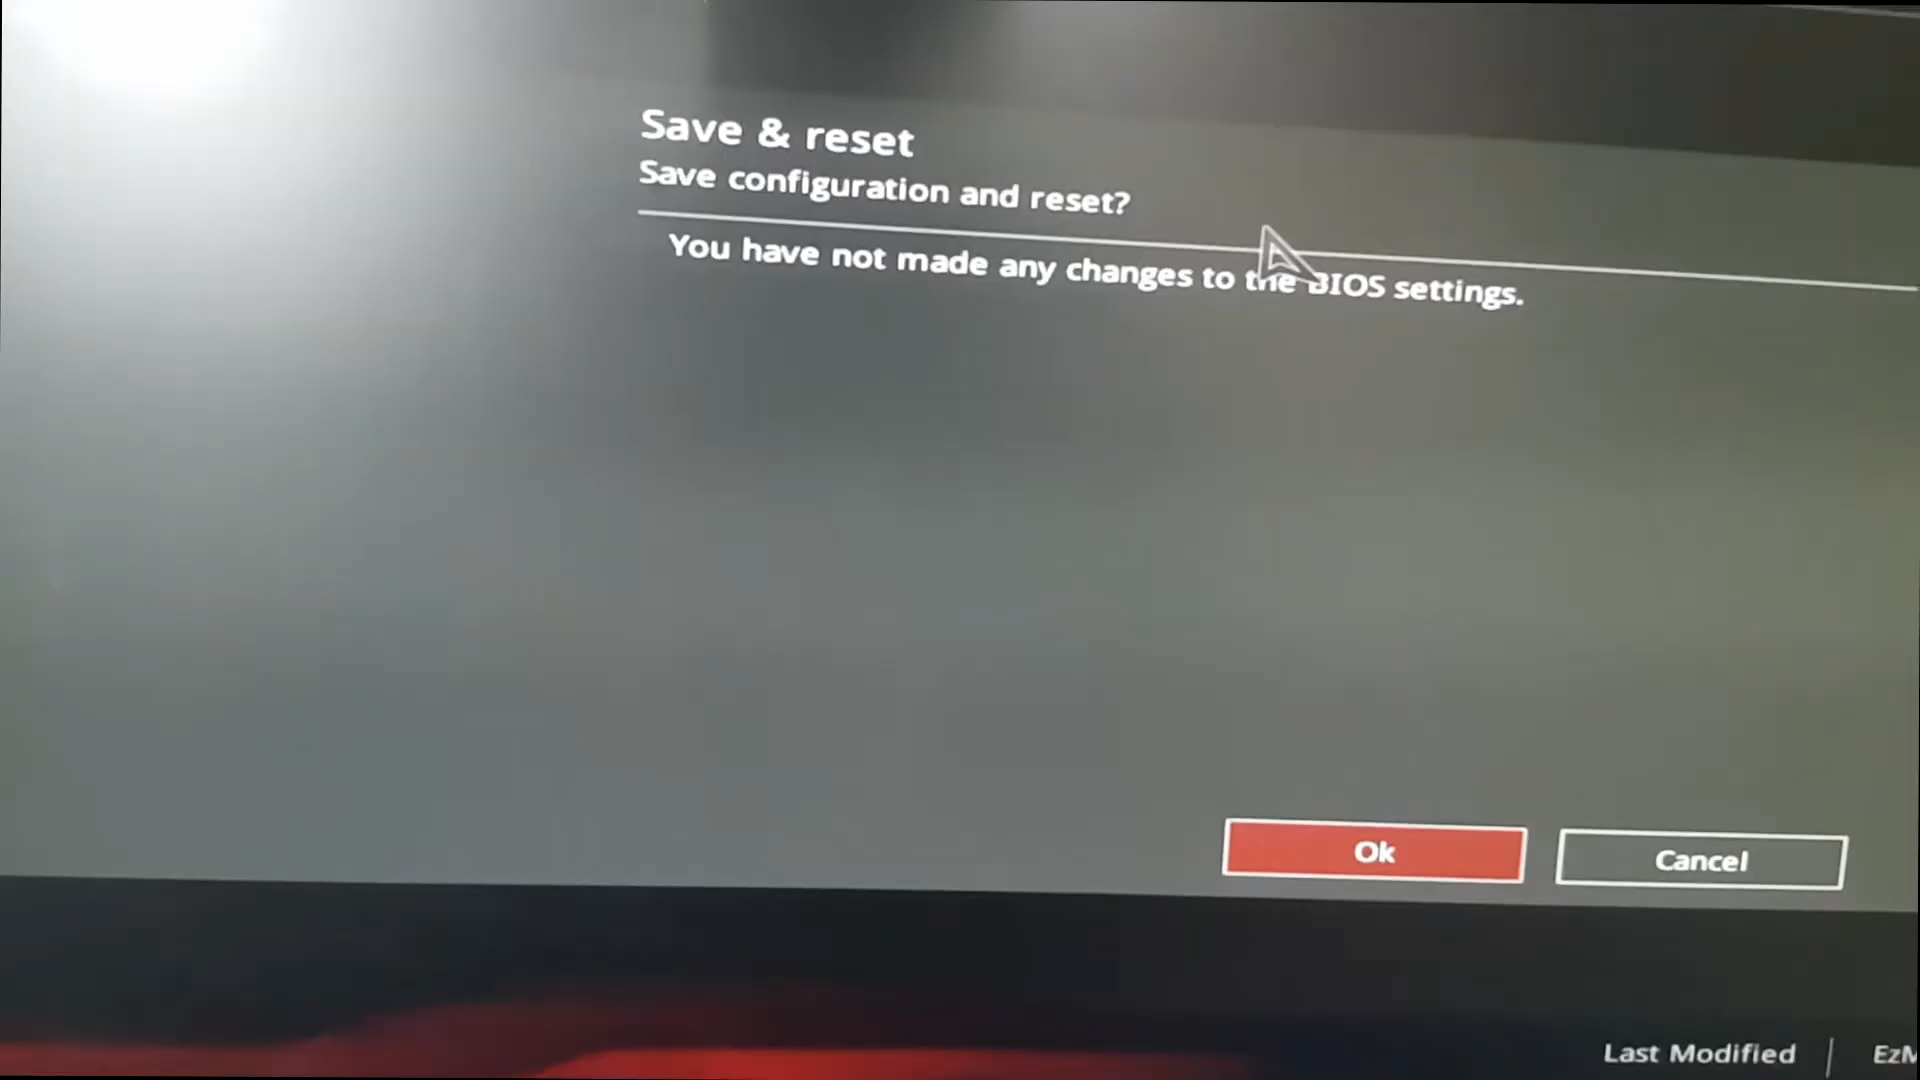 Save & reset
Save configuration and reset?
You have not made any changes to the BIOS settings.
Ok
Cancel
Last Modified
EzM